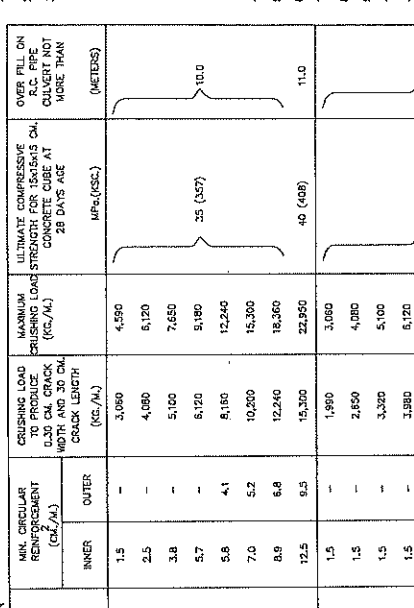 MIN. CIRCULAR
REINFORCEMENT
(CM.²/M.)
INNER
OUTER
CRUSHING LOAD
TO PRODUCE
0.30 CM. CRACK
WIDTH AND 30 CM.
CRACK LENGTH
(KG./M.)
MAXIMUM
CRUSHING LOAD
(KG./M.)
ULTIMATE COMPRESSIVE
STRENGTH FOR 15x15x15 CM.
CONCRETE CUBE AT
28 DAYS AGE
MPa.(KSC.)
OVER FILL ON
R.C. PIPE
CULVERT NOT
MORE THAN
(METERS)
1.5 - 3,060 4,590
2.5 - 4,080 6,120
3.8 - 5,100 7,650
5.7 - 6,120 9,180 35 (357) 10.0
5.8 4.1 8,160 12,240
7.0 5.2 10,200 15,300
8.9 6.8 12,240 18,360
12.5 9.5 15,300 22,950 40 (408) 11.0
1.5 - 1,990 3,060
1.5 - 2,650 4,080
1.5 - 3,320 5,100
1.5 - 3,980 6,120